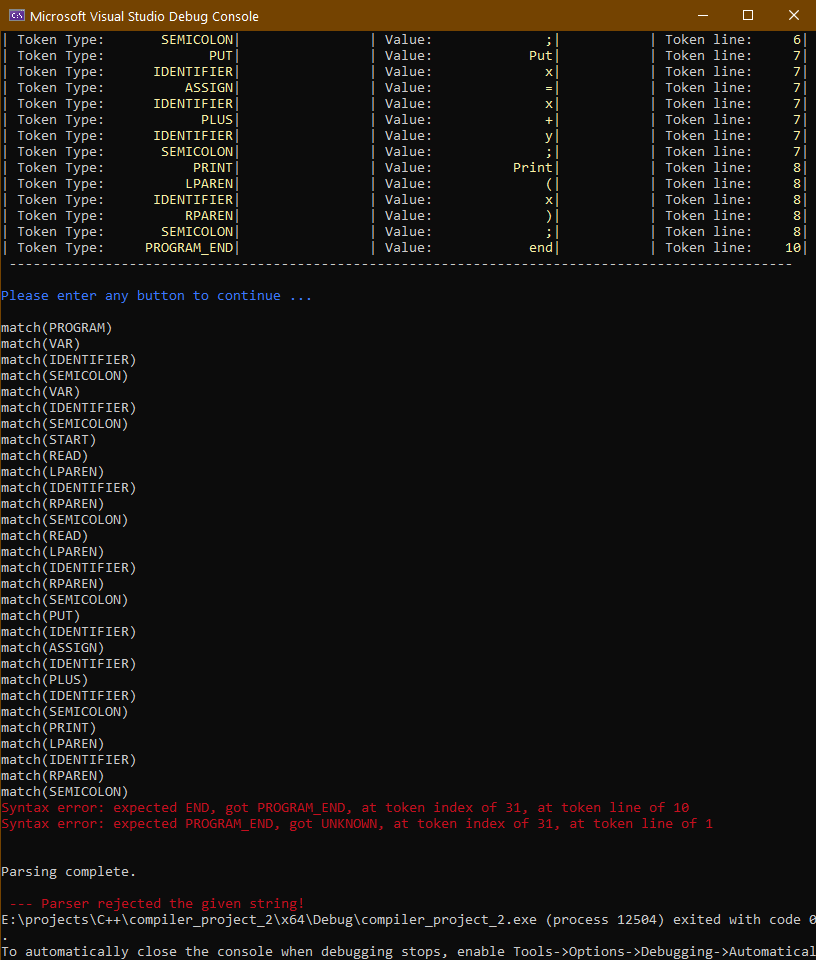 Microsoft Visual Studio Debug Console
| Token Type: SEMICOLON| | Value: ;| | Token line: 6|
| Token Type: PUT| | Value: Put| | Token line: 7|
| Token Type: IDENTIFIER| | Value: x| | Token line: 7|
| Token Type: ASSIGN| | Value: =| | Token line: 7|
| Token Type: IDENTIFIER| | Value: x| | Token line: 7|
| Token Type: PLUS| | Value: +| | Token line: 7|
| Token Type: IDENTIFIER| | Value: y| | Token line: 7|
| Token Type: SEMICOLON| | Value: ;| | Token line: 7|
| Token Type: PRINT| | Value: Print| | Token line: 8|
| Token Type: LPAREN| | Value: (| | Token line: 8|
| Token Type: IDENTIFIER| | Value: x| | Token line: 8|
| Token Type: RPAREN| | Value: )| | Token line: 8|
| Token Type: SEMICOLON| | Value: ;| | Token line: 8|
| Token Type: PROGRAM_END| | Value: end| | Token line: 10|
--------------------------------------------------------------------------------------------------
Please enter any button to continue ...
match(PROGRAM)
match(VAR)
match(IDENTIFIER)
match(SEMICOLON)
match(VAR)
match(IDENTIFIER)
match(SEMICOLON)
match(START)
match(READ)
match(LPAREN)
match(IDENTIFIER)
match(RPAREN)
match(SEMICOLON)
match(READ)
match(LPAREN)
match(IDENTIFIER)
match(RPAREN)
match(SEMICOLON)
match(PUT)
match(IDENTIFIER)
match(ASSIGN)
match(IDENTIFIER)
match(PLUS)
match(IDENTIFIER)
match(SEMICOLON)
match(PRINT)
match(LPAREN)
match(IDENTIFIER)
match(RPAREN)
match(SEMICOLON)
Syntax error: expected END, got PROGRAM_END, at token index of 31, at token line of 10
Syntax error: expected PROGRAM_END, got UNKNOWN, at token index of 31, at token line of 1
Parsing complete.
--- Parser rejected the given string!
E:\projects\C++\compiler_project_2\x64\Debug\compiler_project_2.exe (process 12504) exited with code 0
.
To automatically close the console when debugging stops, enable Tools->Options->Debugging->Automatical